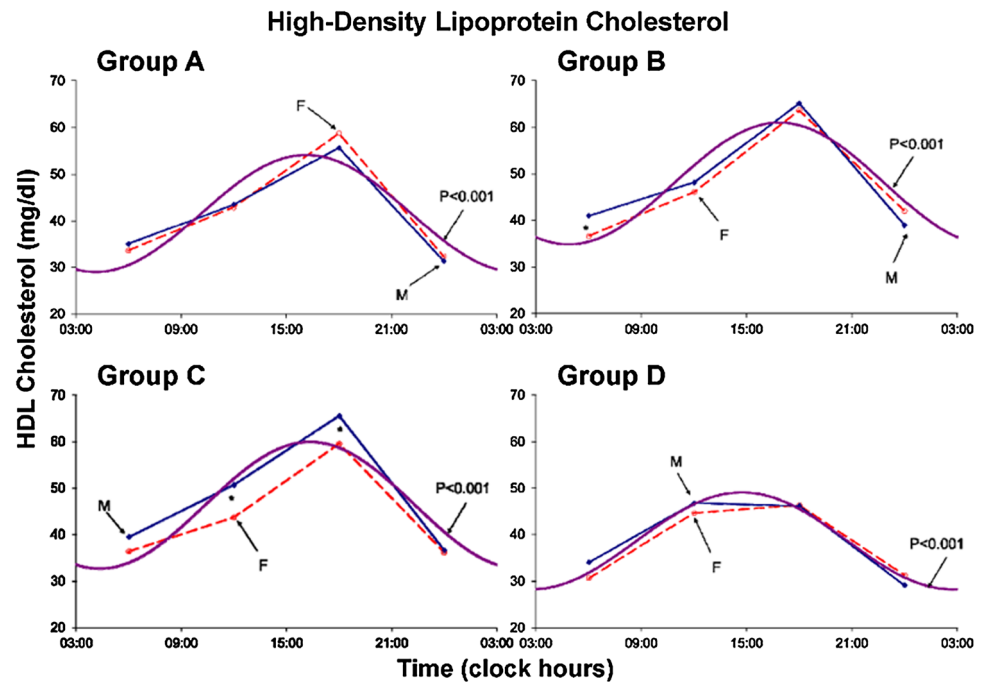 High-Density Lipoprotein Cholesterol
Group A
70
60
50
40
30
20
03:00 09:00 15:00 21:00 03:00
F
P<0.001
M
Group B
70
60
50
40
30
20
03:00 09:00 15:00 21:00 03:00
P<0.001
*
F
M
HDL Cholesterol (mg/dl)
Group C
70
60
50
40
30
20
03:00 09:00 15:00 21:00 03:00
*
M
P<0.001
*
F
Group D
70
60
50
40
30
20
03:00 09:00 15:00 21:00 03:00
M
P<0.001
F
Time (clock hours)